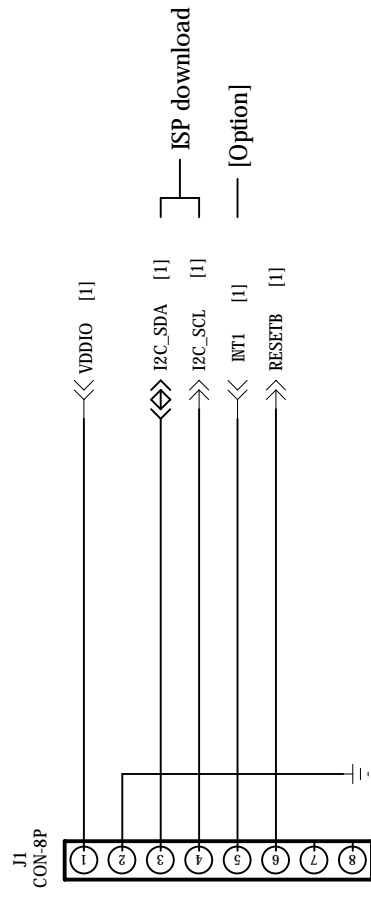 J1
CON-8P
1
2
3
4
5
6
7
8
VDDIO [1]
I2C_SDA [1]
I2C_SCL [1]
INT1 [1]
RESETB [1]
ISP download
[Option]